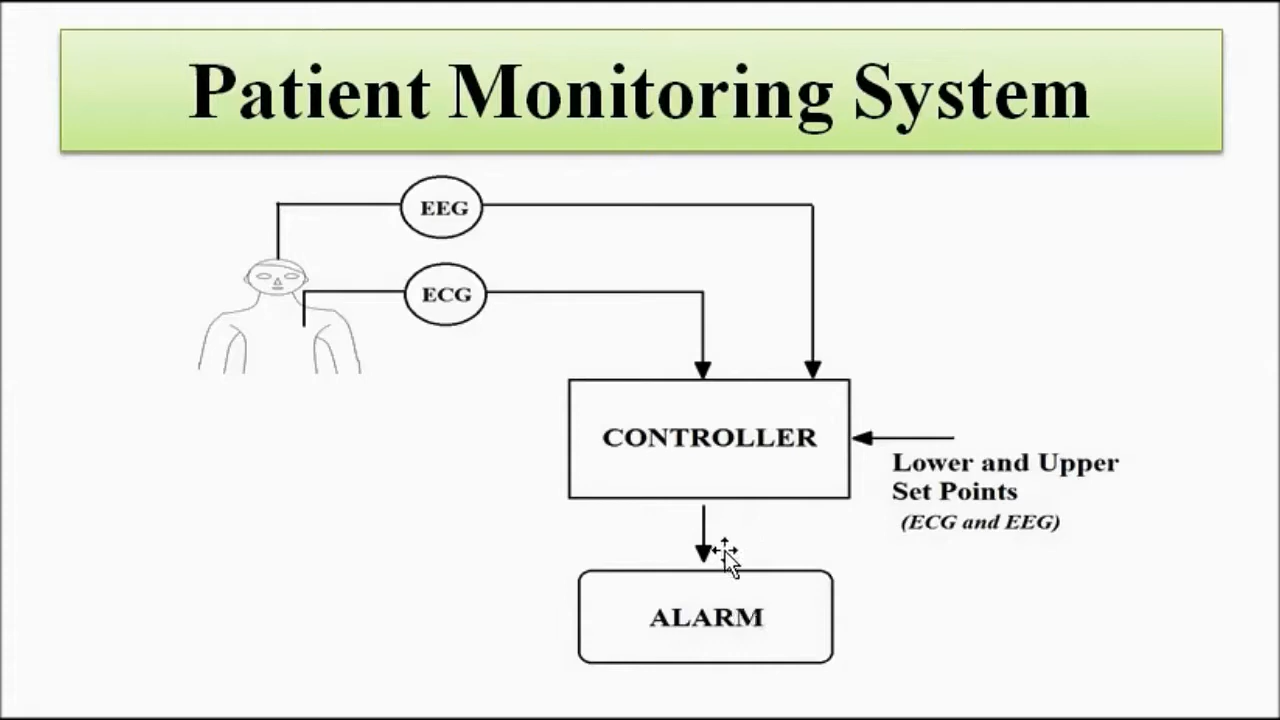 Patient Monitoring System
EEG
ECG
CONTROLLER
Lower and Upper
Set Points
(ECG and EEG)
ALARM